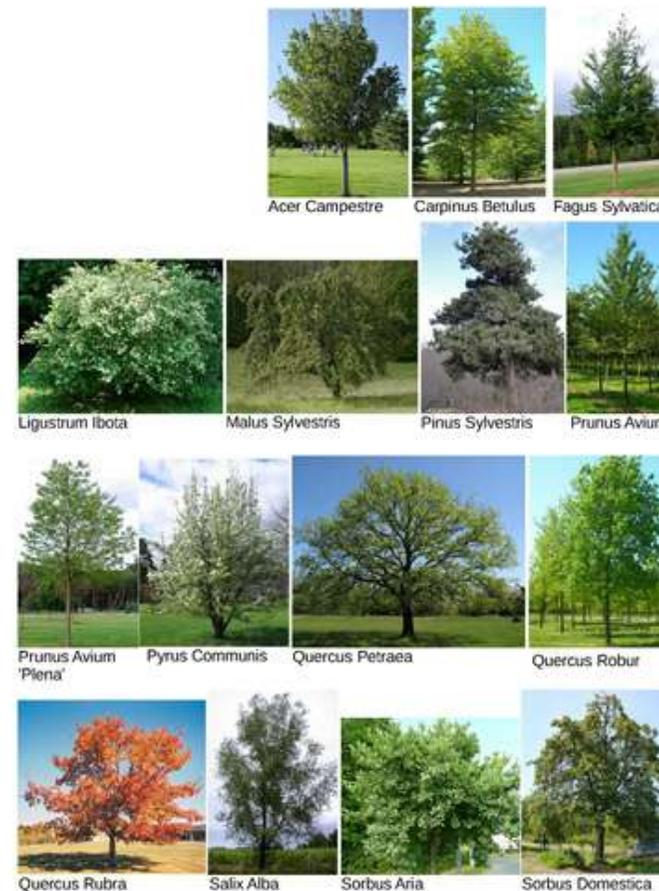 Acer Campestre
Carpinus Betulus
Fagus Sylvatica
Ligustrum Ibota
Malus Sylvestris
Pinus Sylvestris
Prunus Avium
Prunus Avium
'Plena'
Pyrus Communis
Quercus Petraea
Quercus Robur
Quercus Rubra
Salix Alba
Sorbus Aria
Sorbus Domestica